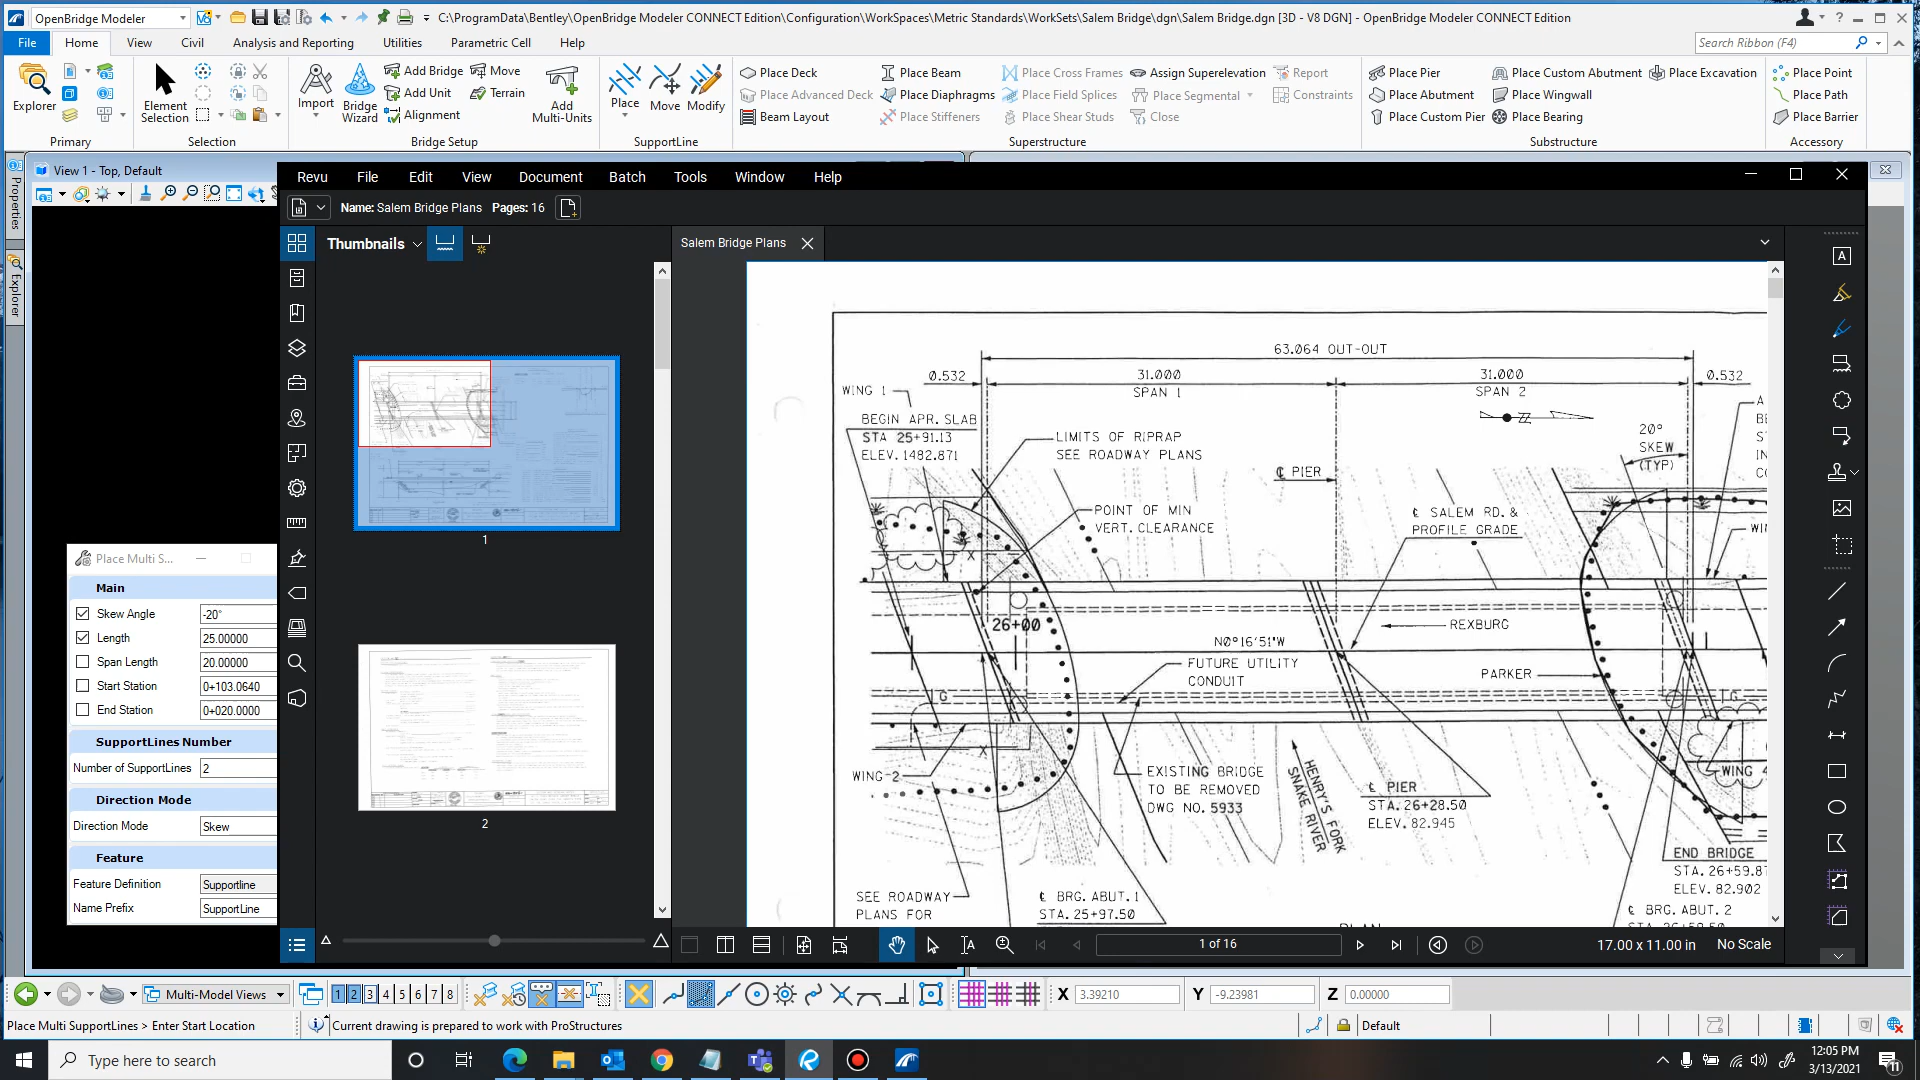 OpenBridge Modeler
C:\ProgramData\Bentley\OpenBridge Modeler CONNECT Edition\Configuration\WorkSpaces\Metric Standards\WorkSets\Salem Bridge\dgn\Salem Bridge.dgn [3D - V8 DGN] - OpenBridge Modeler CONNECT Edition
File Home View Civil Analysis and Reporting Utilities Parametric Cell Help
Search Ribbon (F4)
Explorer
Primary
Element Selection
Selection
Import
Bridge Wizard
Add Bridge
Add Unit
Alignment
Move
Terrain
Add Multi-Units
Bridge Setup
Place
Move
Modify
SupportLine
Place Deck
Place Advanced Deck
Beam Layout
Place Beam
Place Diaphragms
Place Stiffeners
Place Cross Frames
Place Field Splices
Place Shear Studs
Assign Superelevation
Place Segmental
Close
Report
Constraints
Superstructure
Place Pier
Place Abutment
Place Custom Pier
Place Custom Abutment
Place Wingwall
Place Bearing
Place Excavation
Substructure
Place Point
Place Path
Place Barrier
Accessory
Properties
Explorer
View 1 - Top, Default
Revu File Edit View Document Batch Tools Window Help
Name: Salem Bridge Plans Pages: 16
Thumbnails
Salem Bridge Plans
1
2
63.064 OUT-OUT
0.532
31.000
SPAN 1
31.000
SPAN 2
0.532
WING 1
BEGIN APR. SLAB
STA 25+91.13
ELEV. 1482.871
LIMITS OF RIPRAP
SEE ROADWAY PLANS
℄ PIER
20°
SKEW
(TYP)
POINT OF MIN
VERT. CLEARANCE
℄ SALEM RD. &
PROFILE GRADE
26+00
REXBURG
N0°16'51"W
FUTURE UTILITY
CONDUIT
PARKER
G
G
X
X
WING-2
EXISTING BRIDGE
TO BE REMOVED
DWG NO. 5933
HENRY'S FORK
SNAKE RIVER
℄ PIER
STA. 26+28.50
ELEV. 82.945
WING 4
END BRIDGE
STA. 26+59.8
ELEV. 82.902
SEE ROADWAY
PLANS FOR
℄ BRG. ABUT. 1
STA. 25+97.50
℄ BRG. ABUT. 2
PLAN
1 of 16
17.00 x 11.00 in No Scale
Place Multi S...
Main
Skew Angle -20°
Length 25.00000
Span Length 20.00000
Start Station 0+103.0640
End Station 0+020.0000
SupportLines Number
Number of SupportLines 2
Direction Mode
Direction Mode Skew
Feature
Feature Definition Supportline
Name Prefix SupportLine
Multi-Model Views
1 2 3 4 5 6 7 8
X 3.39210
Y -9.23981
Z 0.00000
Place Multi SupportLines > Enter Start Location
Current drawing is prepared to work with ProStructures
Default
Type here to search
12:05 PM
3/13/2021
11